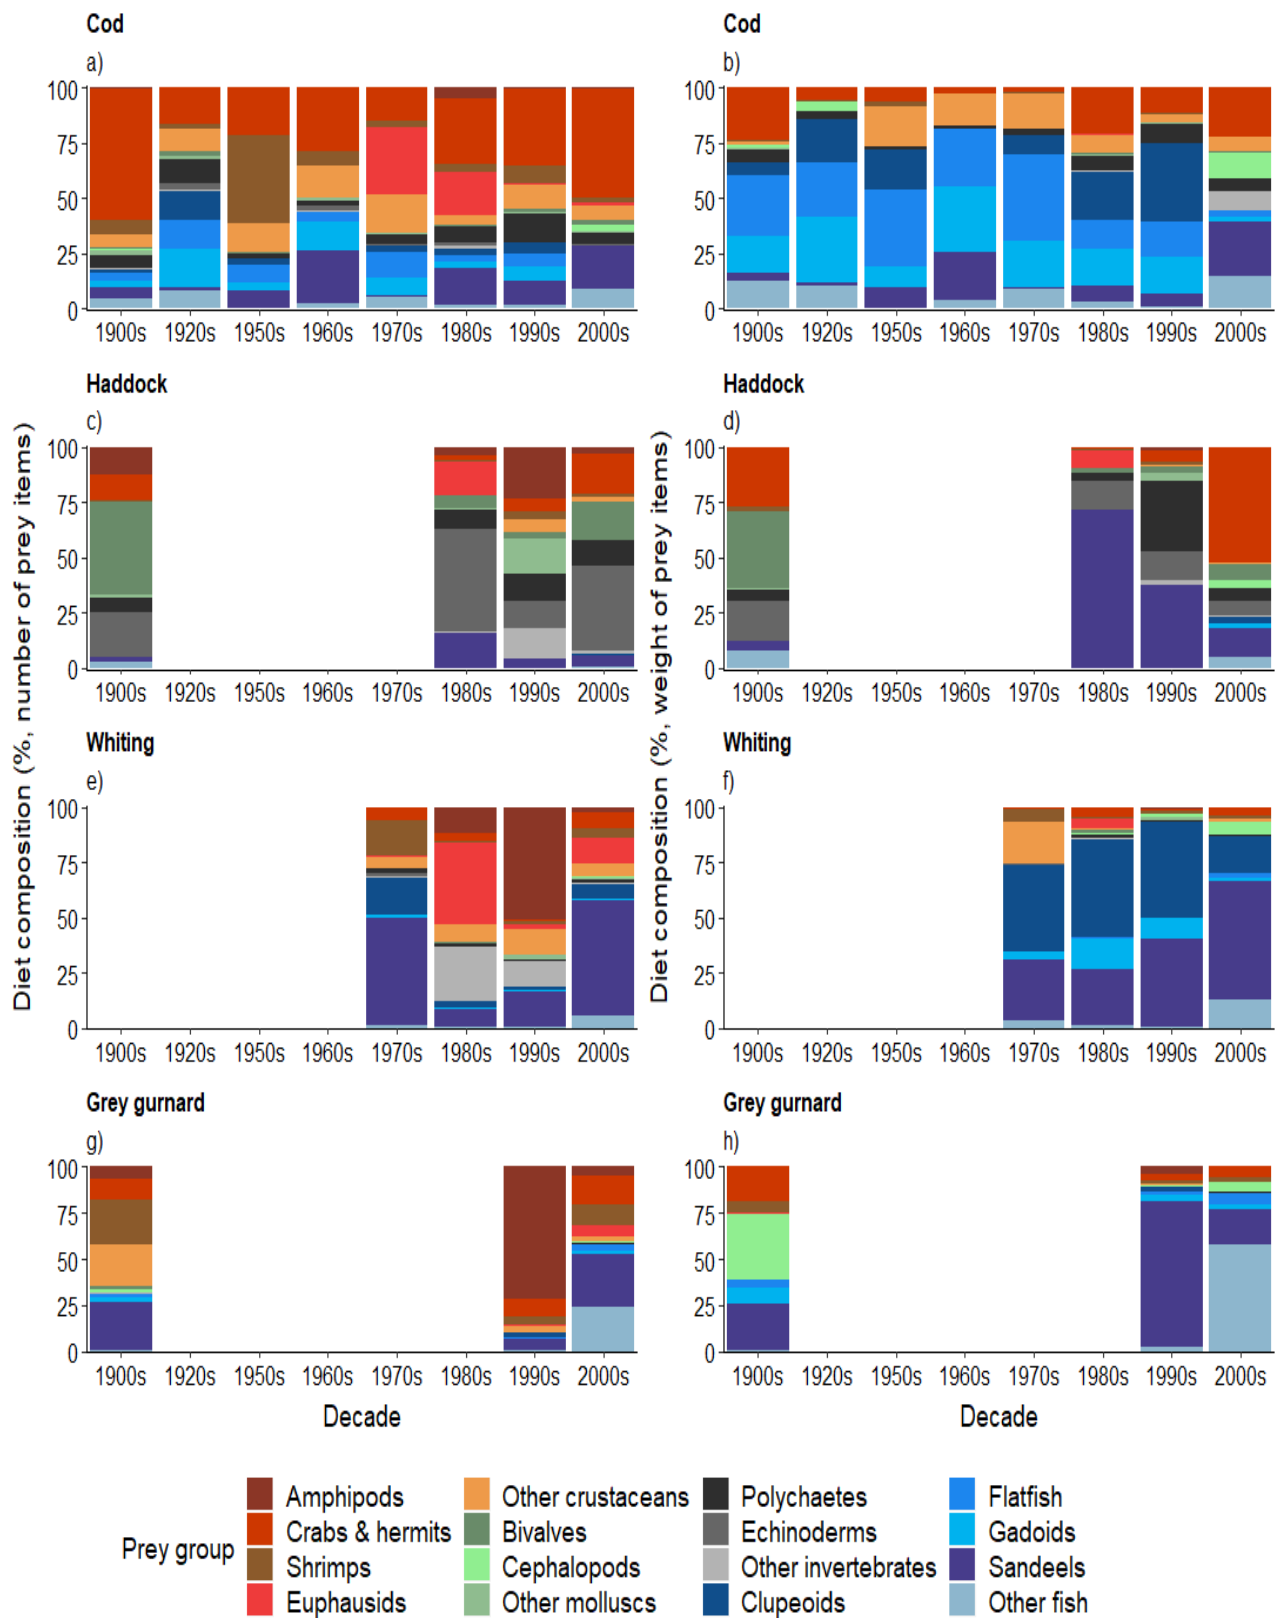 Cod Cod
a) b)
100 100
75 75
50 50
25 25
0 0
1900s 1920s 1950s 1960s 1970s 1980s 1990s 2000s 1900s 1920s 1950s 1960s 1970s 1980s 1990s 2000s
Haddock Haddock
c) d)
100 100
75 75
50 50
25 25
0 0
1900s 1920s 1950s 1960s 1970s 1980s 1990s 2000s 1900s 1920s 1950s 1960s 1970s 1980s 1990s 2000s
Diet composition (%, number of prey items)
Diet composition (%, weight of prey items)
Whiting Whiting
e) f)
100 100
75 75
50 50
25 25
0 0
1900s 1920s 1950s 1960s 1970s 1980s 1990s 2000s 1900s 1920s 1950s 1960s 1970s 1980s 1990s 2000s
Grey gurnard Grey gurnard
g) h)
100 100
75 75
50 50
25 25
0 0
1900s 1920s 1950s 1960s 1970s 1980s 1990s 2000s 1900s 1920s 1950s 1960s 1970s 1980s 1990s 2000s
Decade Decade
Prey group
Amphipods Other crustaceans Polychaetes Flatfish
Crabs & hermits Bivalves Echinoderms Gadoids
Shrimps Cephalopods Other invertebrates Sandeels
Euphausids Other molluscs Clupeoids Other fish